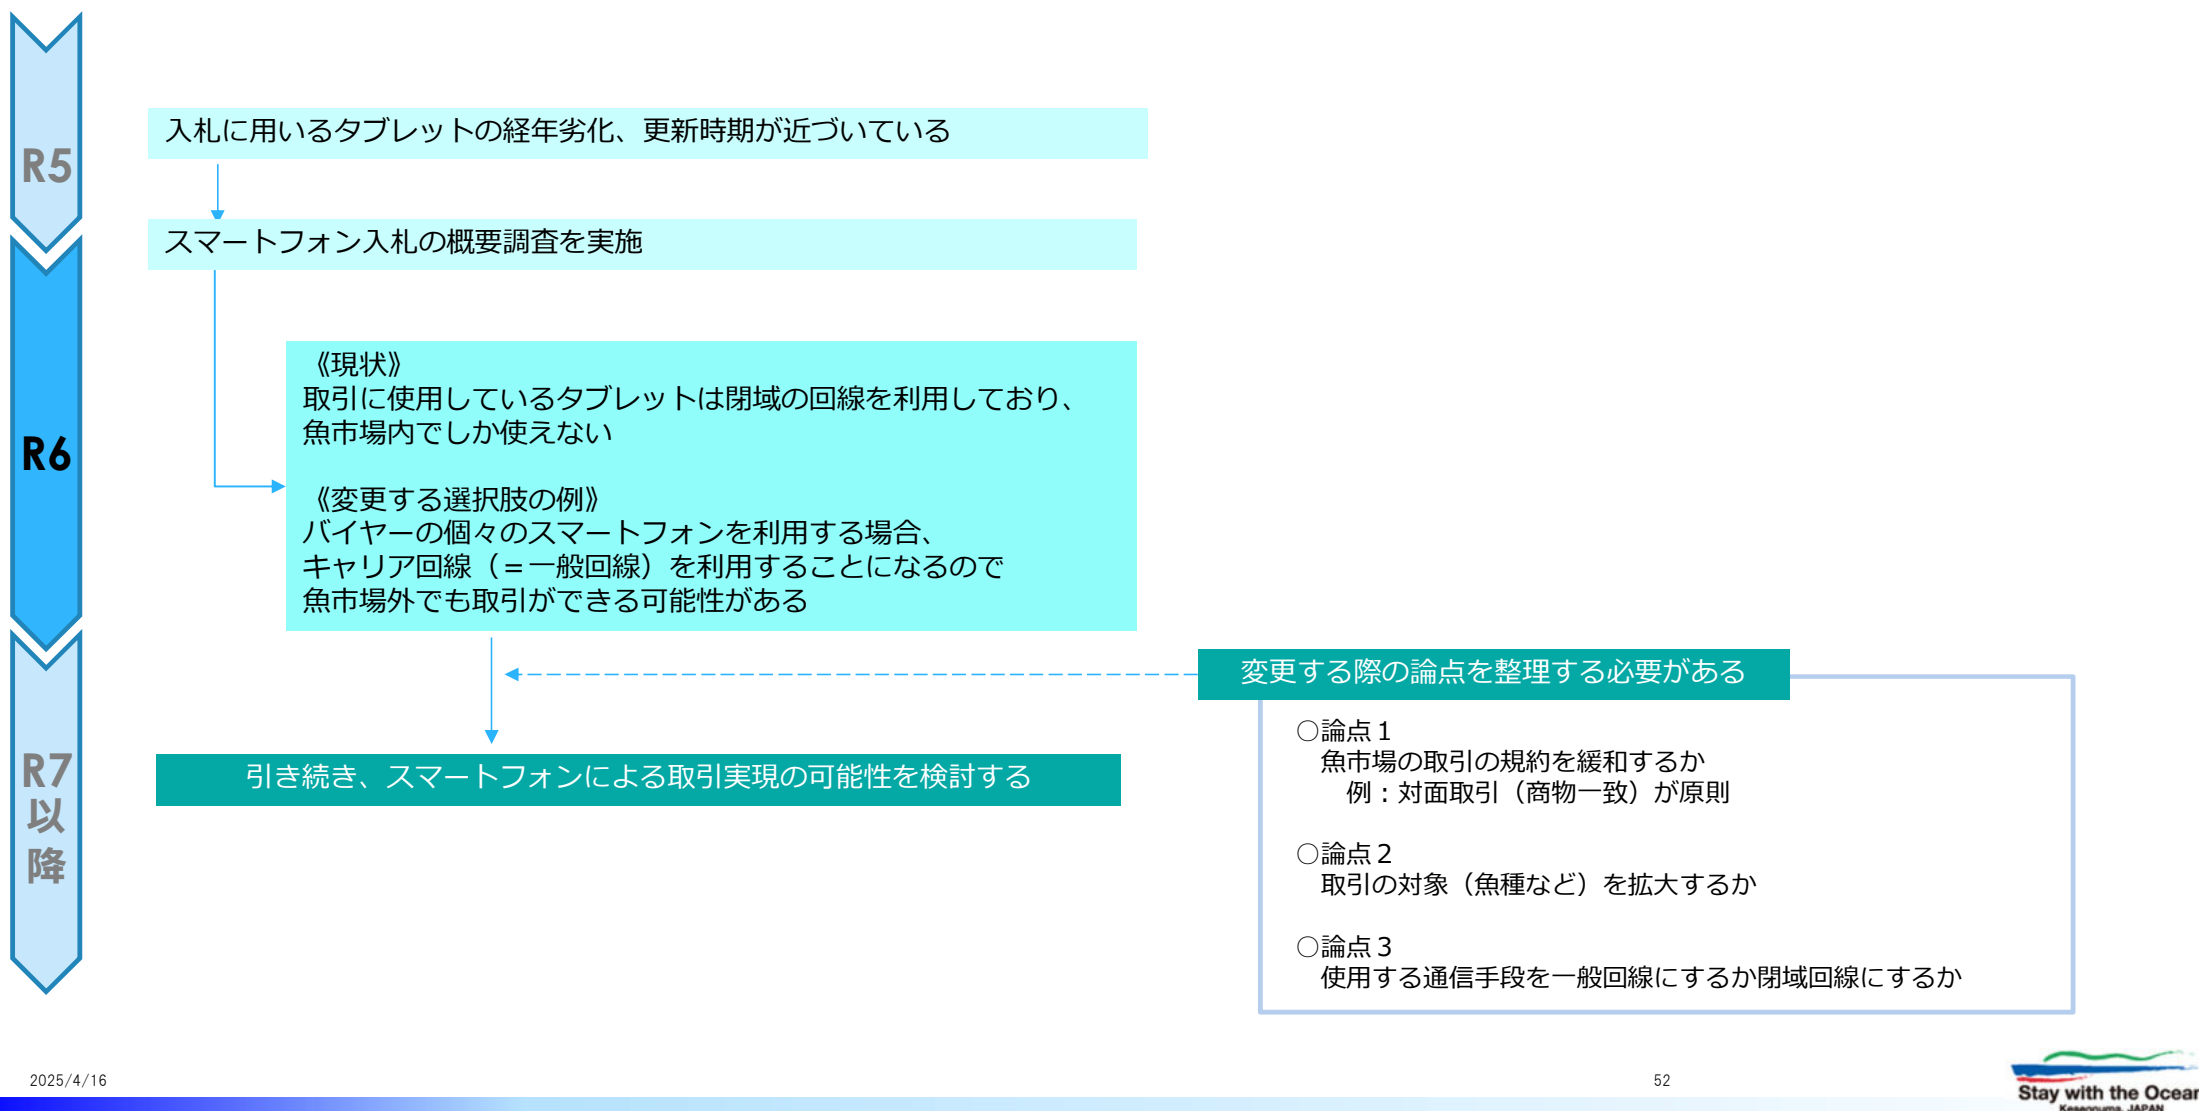 R5
入札に用いるタブレットの経年劣化、更新時期が近づいている
スマートフォン入札の概要調査を実施
R6
《現状》
取引に使用しているタブレットは閉域の回線を利用しており、
魚市場内でしか使えない
《変更する選択肢の例》
バイヤーの個々のスマートフォンを利用する場合、
キャリア回線（＝一般回線）を利用することになるので
魚市場外でも取引ができる可能性がある
R7
以
降
引き続き、スマートフォンによる取引実現の可能性を検討する
変更する際の論点を整理する必要がある
○論点１
魚市場の取引の規約を緩和するか
例：対面取引（商物一致）が原則
○論点２
取引の対象（魚種など）を拡大するか
○論点３
使用する通信手段を一般回線にするか閉域回線にするか
2025/4/16
52
Stay with the Ocean
Kesennuma, JAPAN